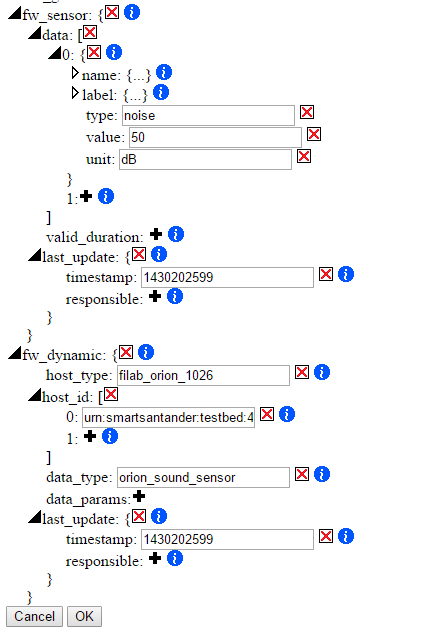 fw_sensor: {
data: [
0: {
name: {...}
label: {...}
type: noise
value: 50
unit: dB
}
1:
]
valid_duration:
last_update: {
timestamp: 1430202599
responsible:
}
}
fw_dynamic: {
host_type: filab_orion_1026
host_id: [
0: urn:smartsantander:testbed:4
1:
]
data_type: orion_sound_sensor
data_params:
last_update: {
timestamp: 1430202599
responsible:
}
}
Cancel OK